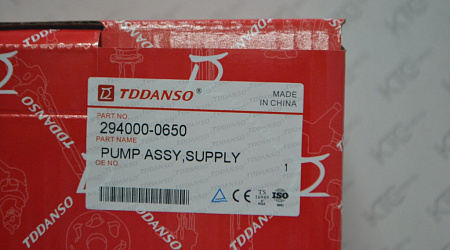 TDDANSO®
MADE
IN CHINA
PART NO.
294000-0650
PART NAME
PUMP ASSY,SUPPLY
OE NO.
1
CE
TS
ISO
TDDANSO